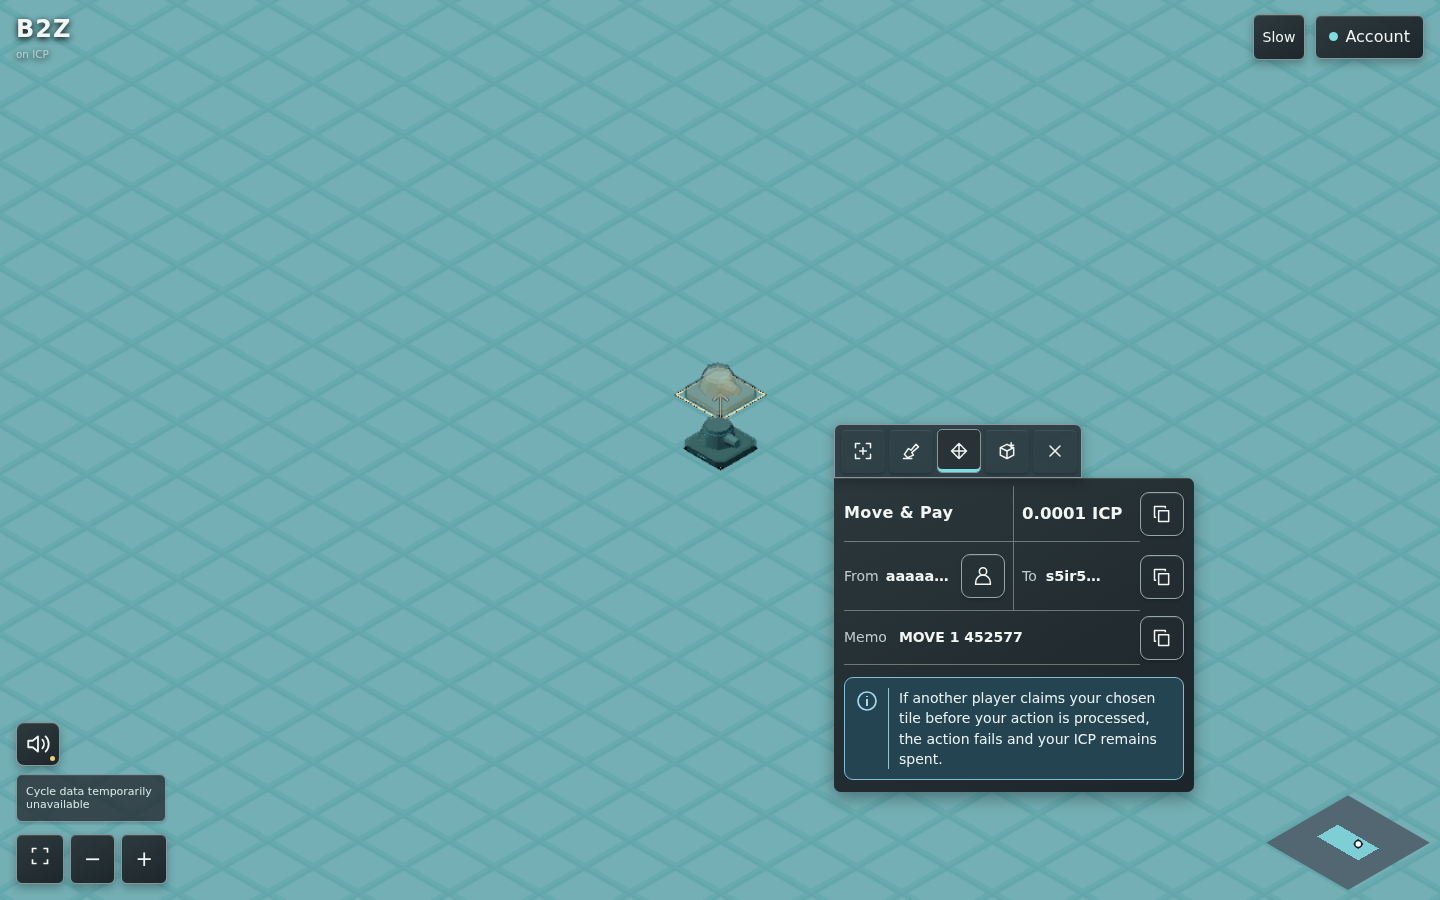 B2Z
on ICP
Slow
Account
Move & Pay
0.0001 ICP
From aaaaa…
To s5ir5…
Memo MOVE 1 452577
If another player claims your chosen
tile before your action is processed,
the action fails and your ICP remains
spent.
Cycle data temporarily
unavailable